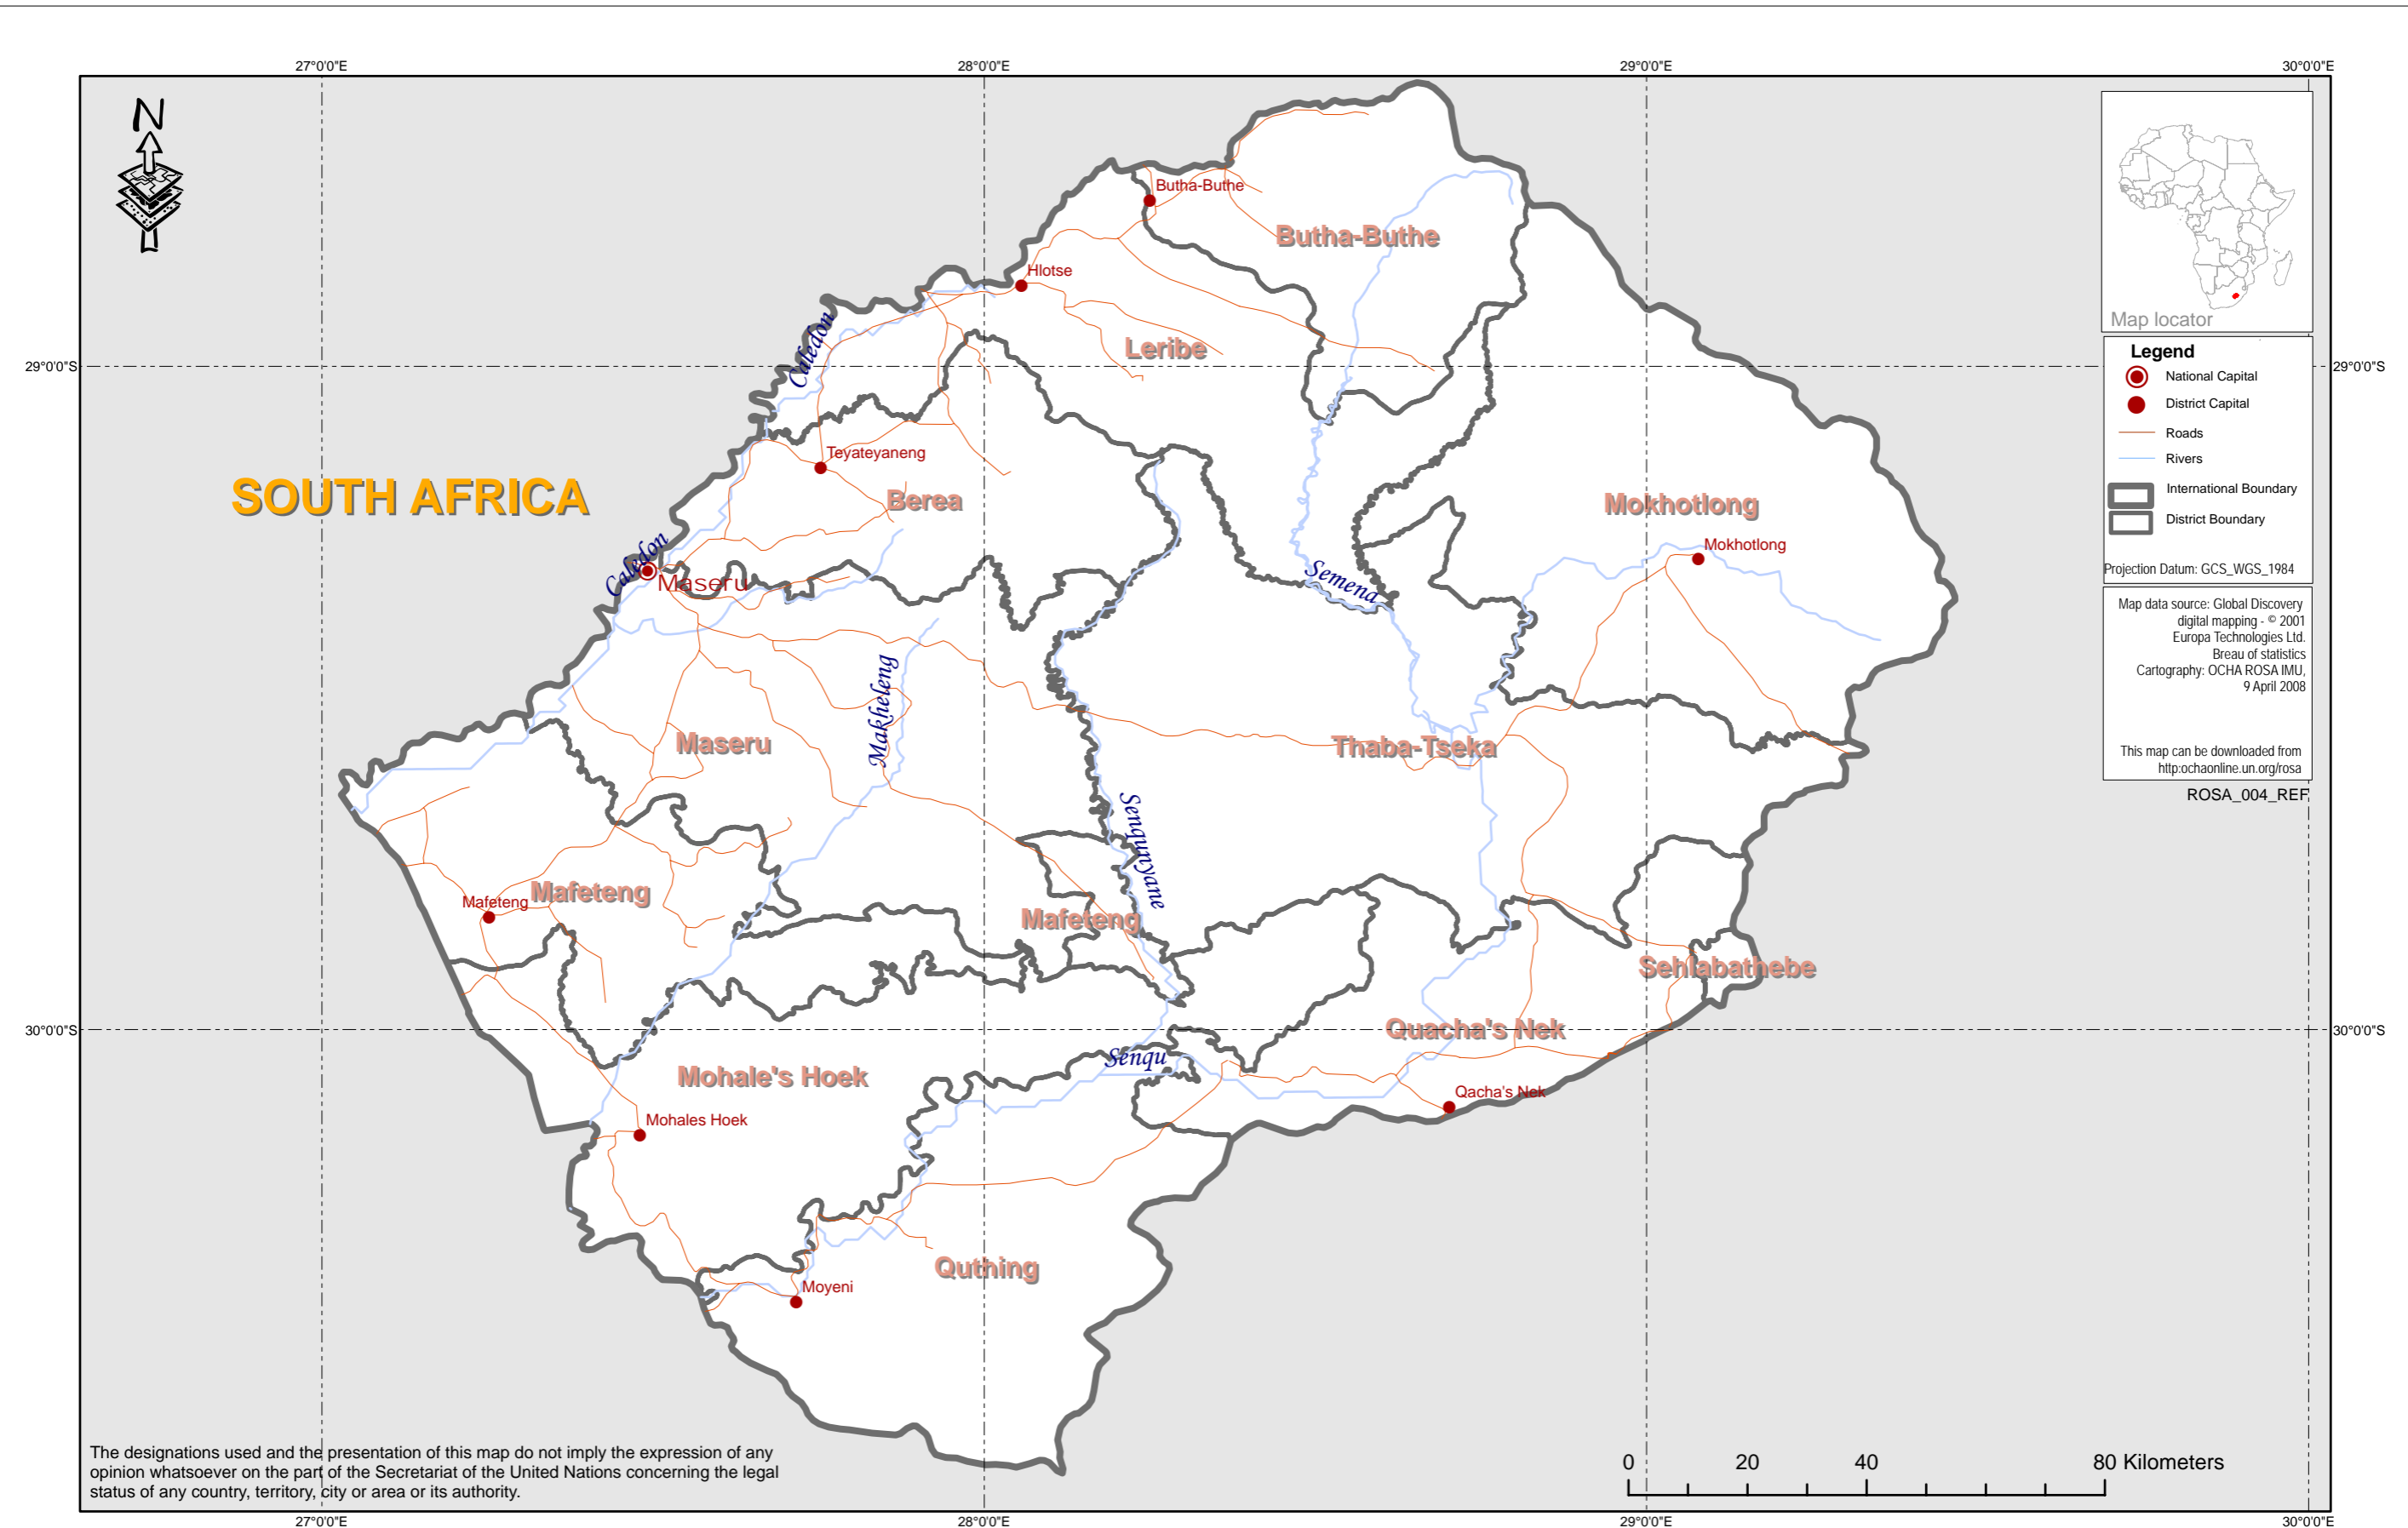 27°0'0"E
28°0'0"E
29°0'0"E
30°0'0"E
N
Butha-Buthe
Butha-Buthe
Hlotse
Caledon
Leribe
29°0'0"S
29°0'0"S
Map locator
Legend
National Capital
District Capital
Roads
Rivers
International Boundary
District Boundary
Projection Datum: GCS_WGS_1984
Map data source: Global Discovery
digital mapping - © 2001
Europa Technologies Ltd.
Breau of statistics
Cartography: OCHA ROSA IMU,
9 April 2008
This map can be downloaded from
http:ochaonline.un.org/rosa
ROSA_004_REF
SOUTH AFRICA
Teyateyaneng
Berea
Mokhotlong
Mokhotlong
Caledon
Maseru
Semena
Makheleng
Maseru
Thaba-Tseka
Senqunyane
Mafeteng
Mafeteng
Mafeteng
Sehlabathebe
30°0'0"S
30°0'0"S
Quacha's Nek
Senqu
Mohale's Hoek
Qacha's Nek
Mohales Hoek
Quthing
Moyeni
The designations used and the presentation of this map do not imply the expression of any
opinion whatsoever on the part of the Secretariat of the United Nations concerning the legal
status of any country, territory, city or area or its authority.
0 20 40 80 Kilometers
27°0'0"E
28°0'0"E
29°0'0"E
30°0'0"E